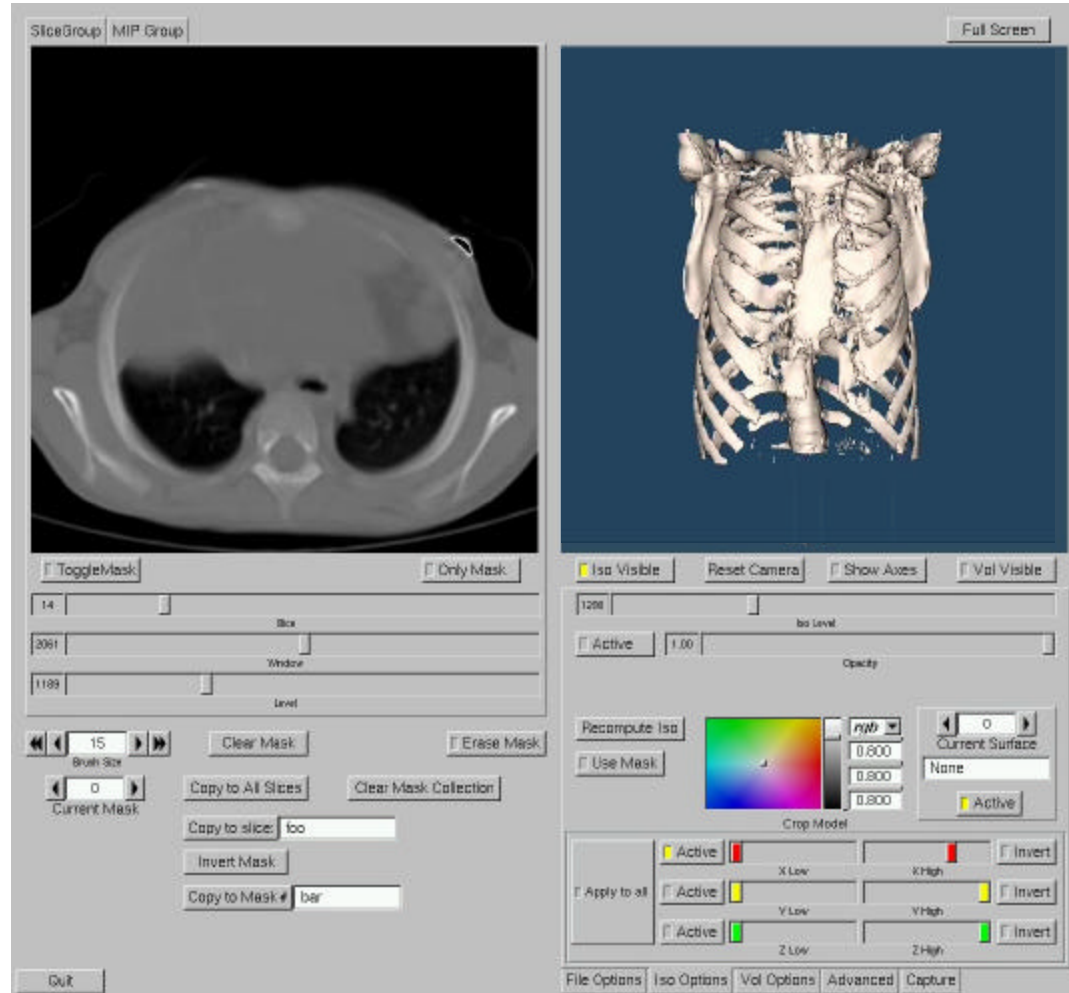 SliceGroup MIP Group
Full Screen
ToggleMask
Only Mask
14
Slice
2061
Window
1189
Level
15
Brush Size
Clear Mask
Erase Mask
0
Current Mask
Copy to All Slices
Clear Mask Collection
Copy to slice: foo
Invert Mask
Copy to Mask # bar
Quit
Iso Visible
Reset Camera
Show Axes
Vol Visible
Iso Level
Active
1.00
Opacity
Recompute Iso
Use Mask
rgb
0.800
0.800
0.800
0
Current Surface
None
Active
Crop Model
Apply to all
Active
X Low
X High
Invert
Active
Y Low
Y High
Invert
Active
Z Low
Z High
Invert
File Options Iso Options Vol Options Advanced Capture